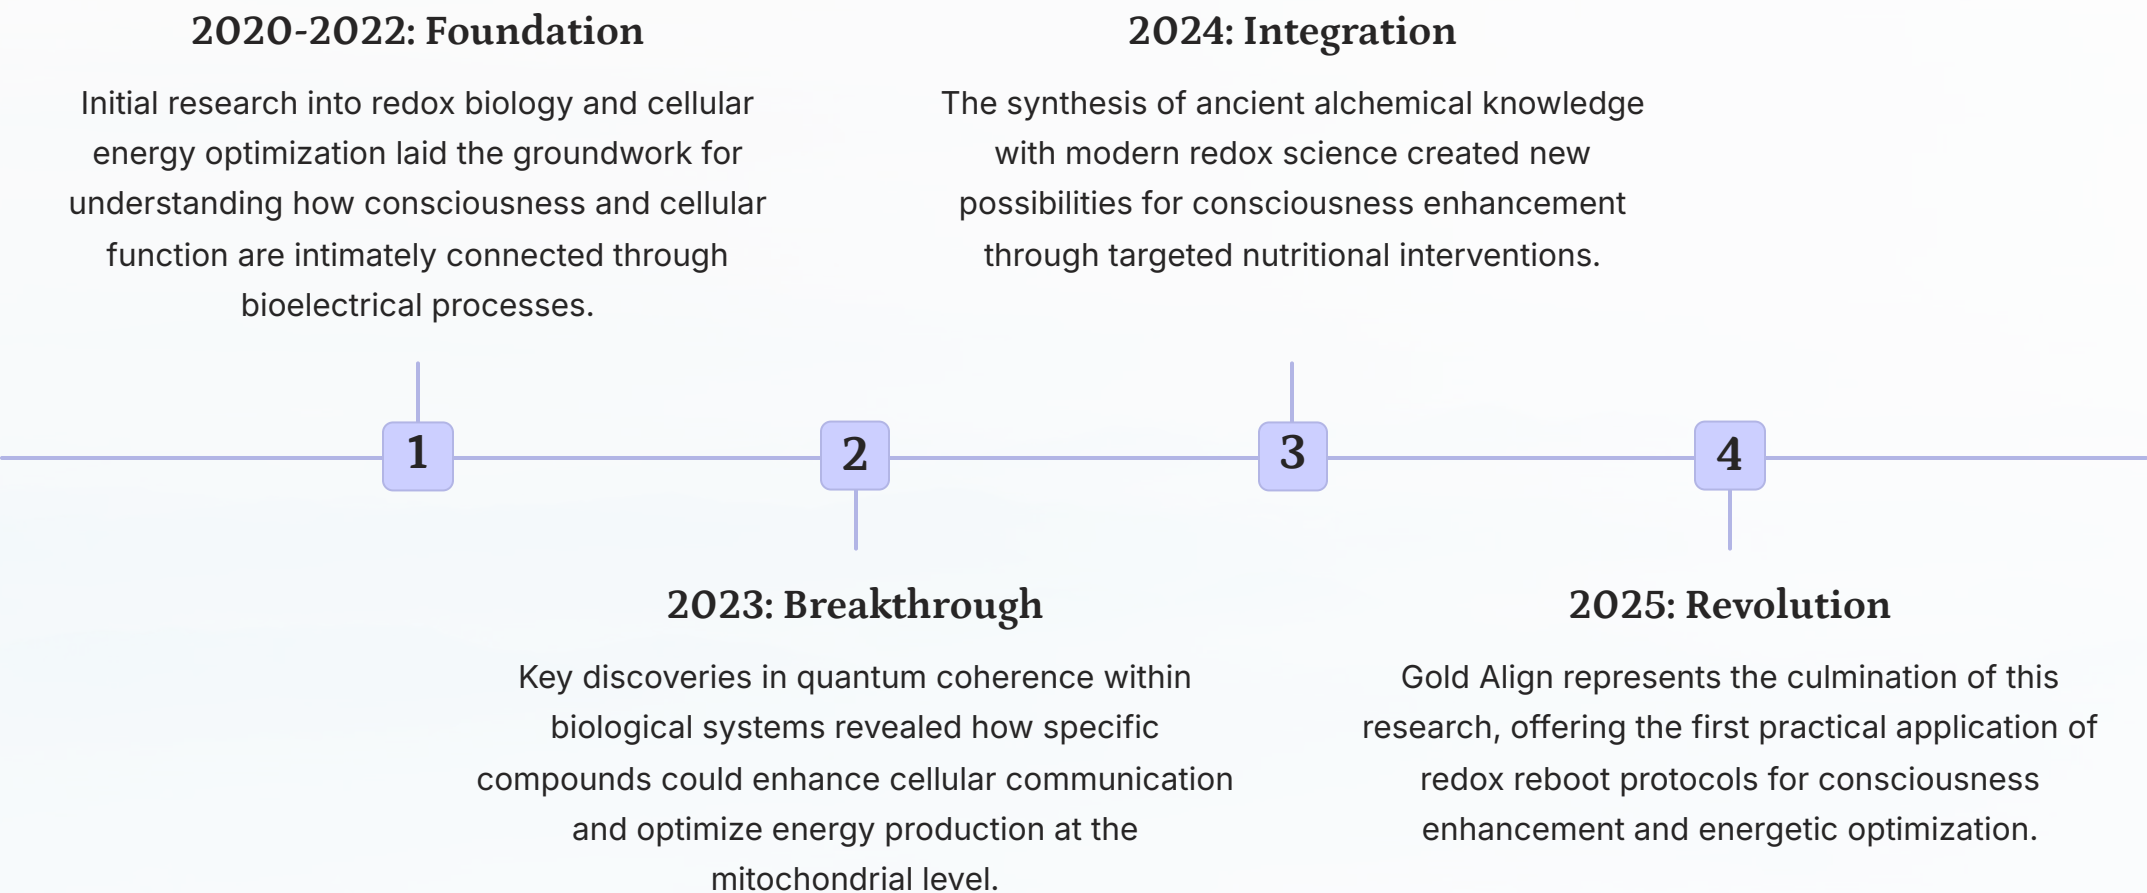 2020-2022: Foundation
Initial research into redox biology and cellular
energy optimization laid the groundwork for
understanding how consciousness and cellular
function are intimately connected through
bioelectrical processes.
2024: Integration
The synthesis of ancient alchemical knowledge
with modern redox science created new
possibilities for consciousness enhancement
through targeted nutritional interventions.
1
2
3
4
2023: Breakthrough
Key discoveries in quantum coherence within
biological systems revealed how specific
compounds could enhance cellular communication
and optimize energy production at the
mitochondrial level.
2025: Revolution
Gold Align represents the culmination of this
research, offering the first practical application of
redox reboot protocols for consciousness
enhancement and energetic optimization.